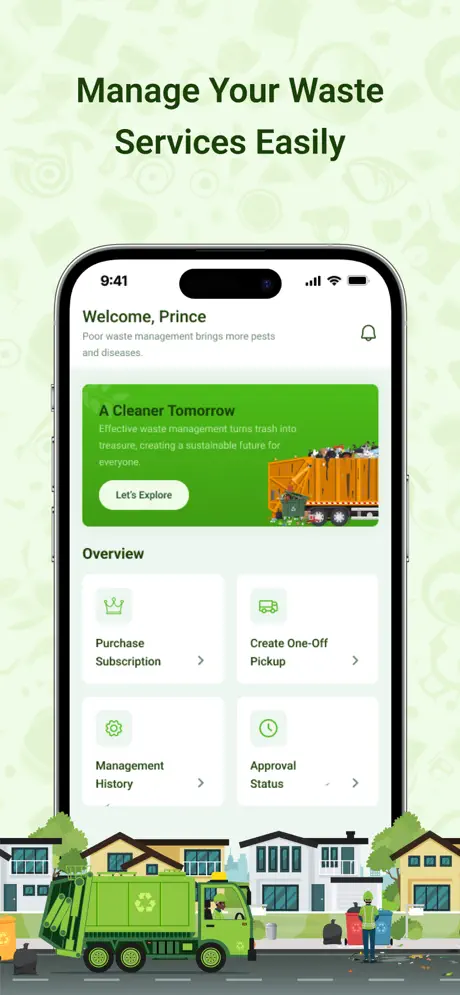 Manage Your Waste
Services Easily
9:41
Welcome, Prince
Poor waste management brings more pests
and diseases.
A Cleaner Tomorrow
Effective waste management turns trash into
treasure, creating a sustainable future for
everyone.
Let's Explore
Overview
Purchase
Subscription
Create One-Off
Pickup
Management
History
Approval
Status